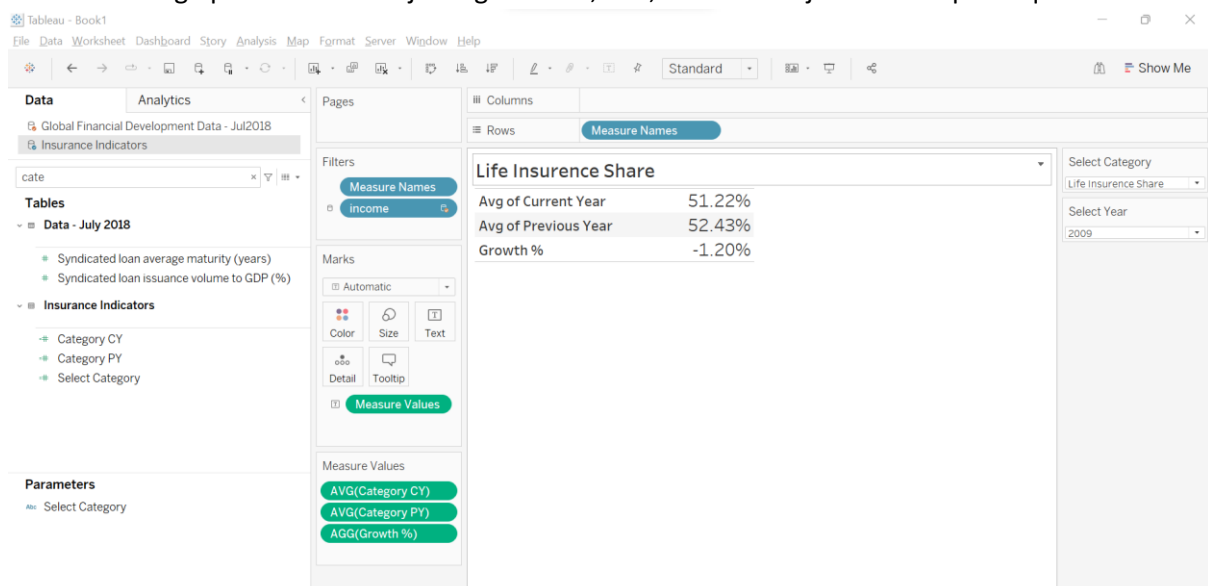 Tableau - Book1
File Data Worksheet Dashboard Story Analysis Map Format Server Window Help
Standard
Show Me
Data Analytics
Global Financial Development Data - Jul2018
Insurance Indicators
cate
Tables
Data - July 2018
Syndicated loan average maturity (years)
Syndicated loan issuance volume to GDP (%)
Insurance Indicators
Category CY
Category PY
Select Category
Parameters
Abc Select Category
Pages
Filters
Measure Names
income
Marks
Automatic
Color Size Text
Detail Tooltip
Measure Values
Measure Values
AVG(Category CY)
AVG(Category PY)
AGG(Growth %)
Columns
Rows Measure Names
Life Insurence Share
Avg of Current Year 51.22%
Avg of Previous Year 52.43%
Growth % -1.20%
Select Category
Life Insurence Share
Select Year
2009